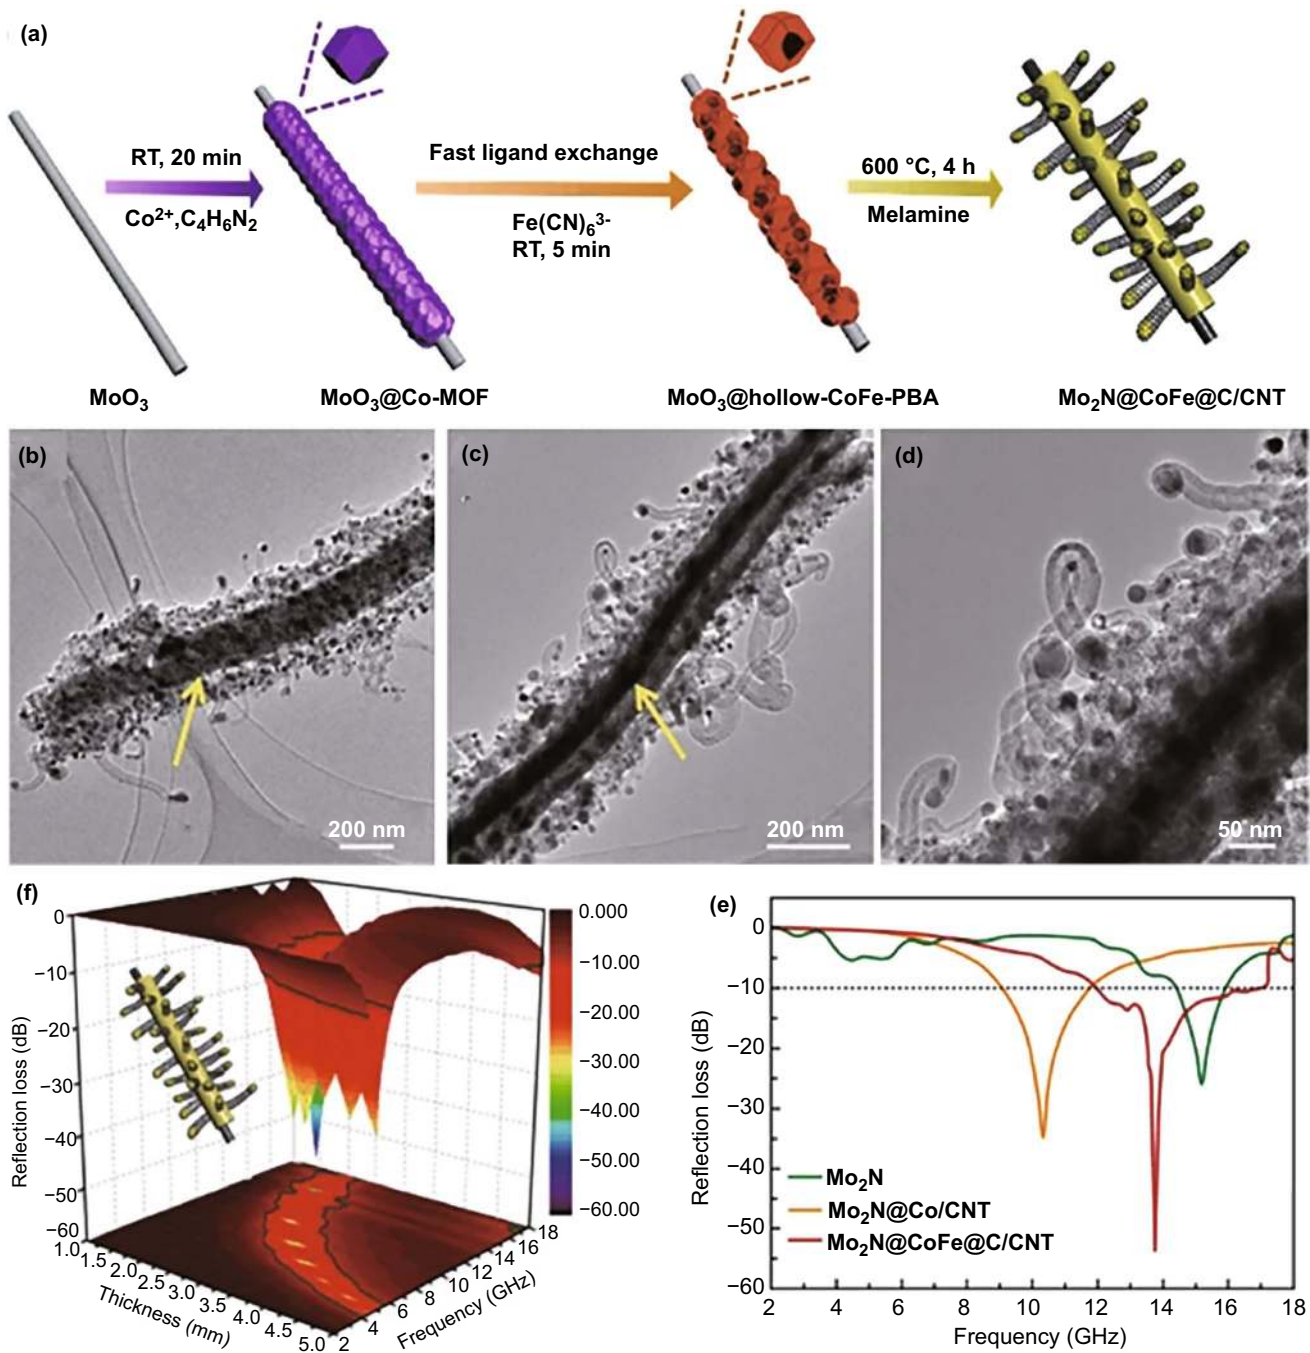 (a)
RT, 20 min
Co²⁺,C₄H₆N₂
Fast ligand exchange
Fe(CN)₆³⁻
RT, 5 min
600 °C, 4 h
Melamine
MoO₃
MoO₃@Co-MOF
MoO₃@hollow-CoFe-PBA
Mo₂N@CoFe@C/CNT
(b)
200 nm
(c)
200 nm
(d)
50 nm
(f)
Reflection loss (dB)
0
−10
−20
−30
−40
−50
−60
1.0
1.5
2.0
2.5
3.0
3.5
4.0
4.5
5.0
Thickness (mm)
2
4
6
8
10
12
14
16
18
Frequency (GHz)
0.000
−10.00
−20.00
−30.00
−40.00
−50.00
−60.00
(e)
Reflection loss (dB)
0
−10
−20
−30
−40
−50
−60
Mo₂N
Mo₂N@Co/CNT
Mo₂N@CoFe@C/CNT
2 4 6 8 10 12 14 16 18
Frequency (GHz)